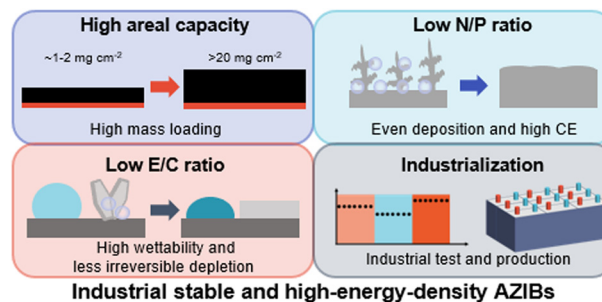 High areal capacity
~1-2 mg cm-2
>20 mg cm-2
High mass loading
Low N/P ratio
Even deposition and high CE
Low E/C ratio
High wettability and
less irreversible depletion
Industrialization
Industrial test and production
Industrial stable and high-energy-density AZIBs